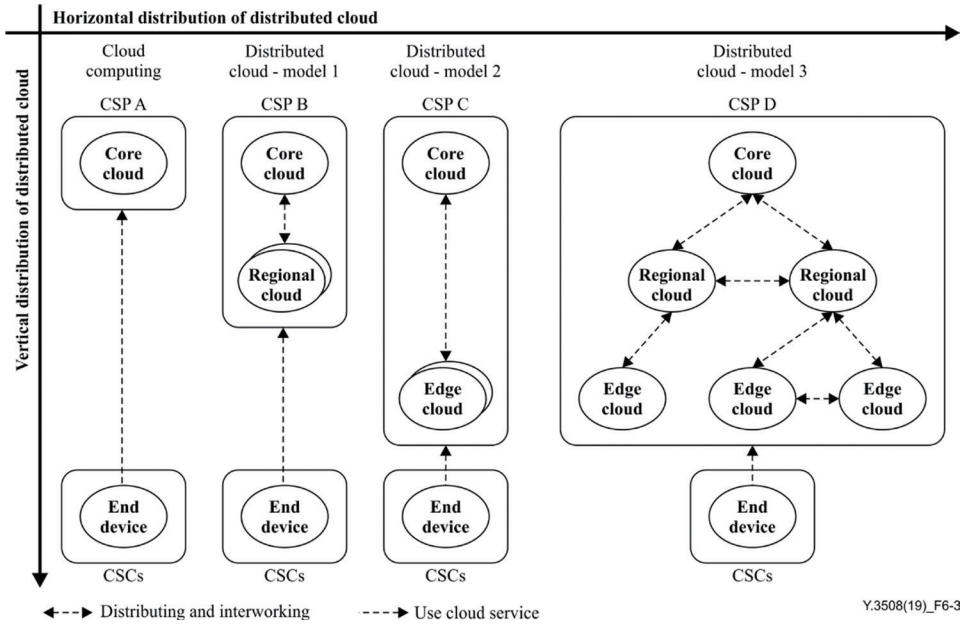 Horizontal distribution of distributed cloud
Vertical distribution of distributed cloud
Cloud
computing
CSP A
Core
cloud
End
device
CSCs
Distributed
cloud - model 1
CSP B
Core
cloud
Regional
cloud
End
device
CSCs
Distributed
cloud - model 2
CSP C
Core
cloud
Edge
cloud
End
device
CSCs
Distributed
cloud - model 3
CSP D
Core
cloud
Regional
cloud
Regional
cloud
Edge
cloud
Edge
cloud
Edge
cloud
End
device
CSCs
Distributing and interworking
Use cloud service
Y.3508(19)_F6-3